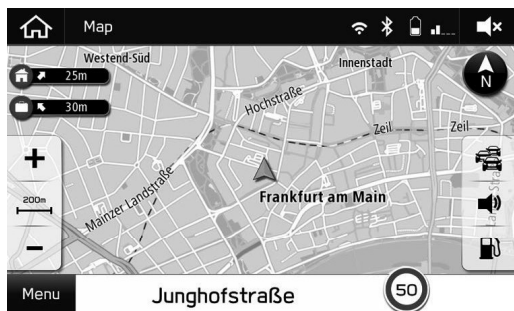 Map
Westend-Süd
Innenstadt
25m
30m
N
Hochstraße
Zeil
Zeil
200m
Mainzer Landstraße
Frankfurt am Main
Menu
Junghofstraße
50